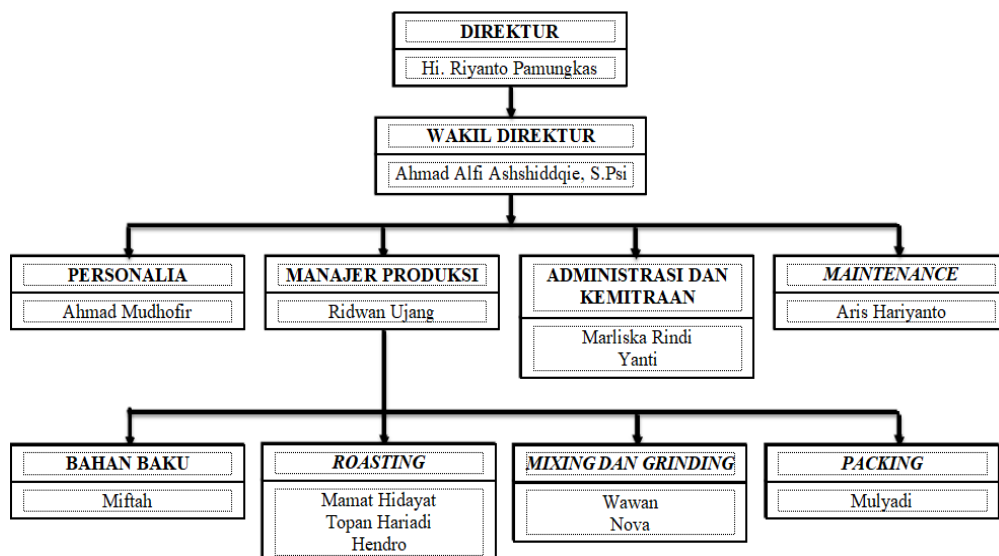 DIREKTUR
Hi. Riyanto Pamungkas
WAKIL DIREKTUR
Ahmad Alfi Ashshiddqie, S.Psi
PERSONALIA
Ahmad Mudhofir
MANAJER PRODUKSI
Ridwan Ujang
ADMINISTRASI DAN
KEMITRAAN
Marliska Rindi
Yanti
MAINTENANCE
Aris Hariyanto
BAHAN BAKU
Miftah
ROASTING
Mamat Hidayat
Topan Hariadi
Hendro
MIXING DAN GRINDING
Wawan
Nova
PACKING
Mulyadi